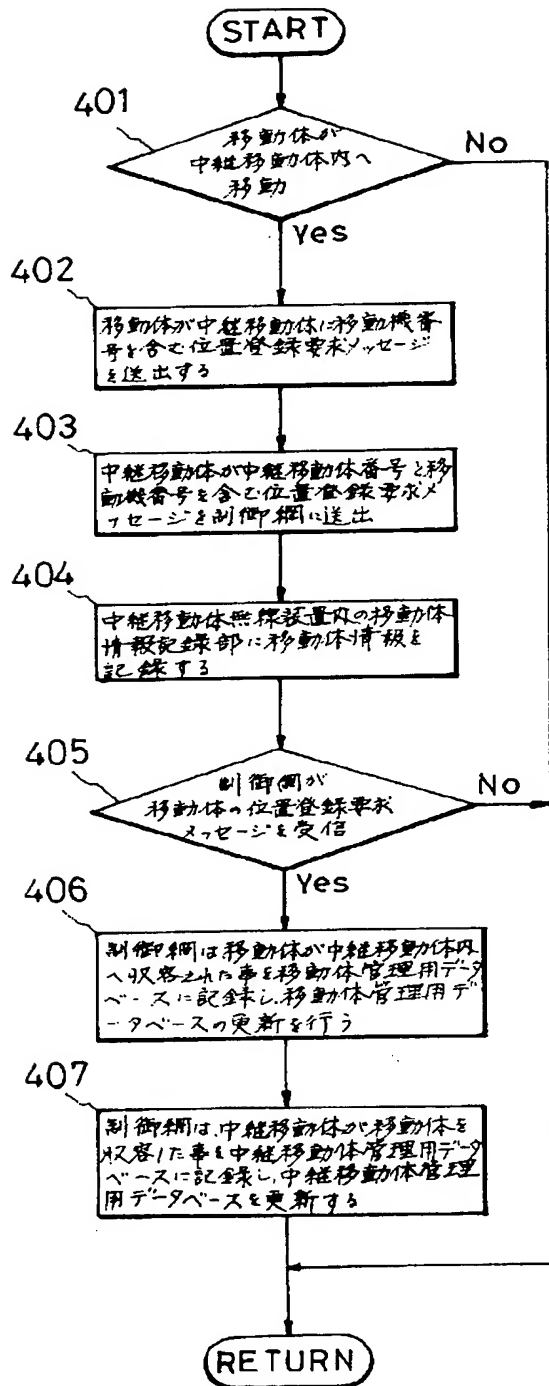 START
401
移動体が
中継移動体内へ
移動
No
Yes
402
移動体が中継移動体に移動機番
号を含む位置登録要求メッセージ
を送出する
403
中継移動体が中継移動体番号と移
動機番号を含む位置登録要求メ
ッセージを制御網に送出
404
中継移動体無線装置内の移動体
情報記録部に移動体情報を
記録する
405
制御網が
移動体の位置登録要求
メッセージを受信
No
Yes
406
制御網は移動体が中継移動体内
へ収容された事を移動体管理用データ
ベースに記録し、移動体管理用デ
ータベースの更新を行う
407
制御網は、中継移動体が移動体を
収容した事を中継移動体管理用データ
ベースに記録し、中継移動体管理
用データベースを更新する
RETURN